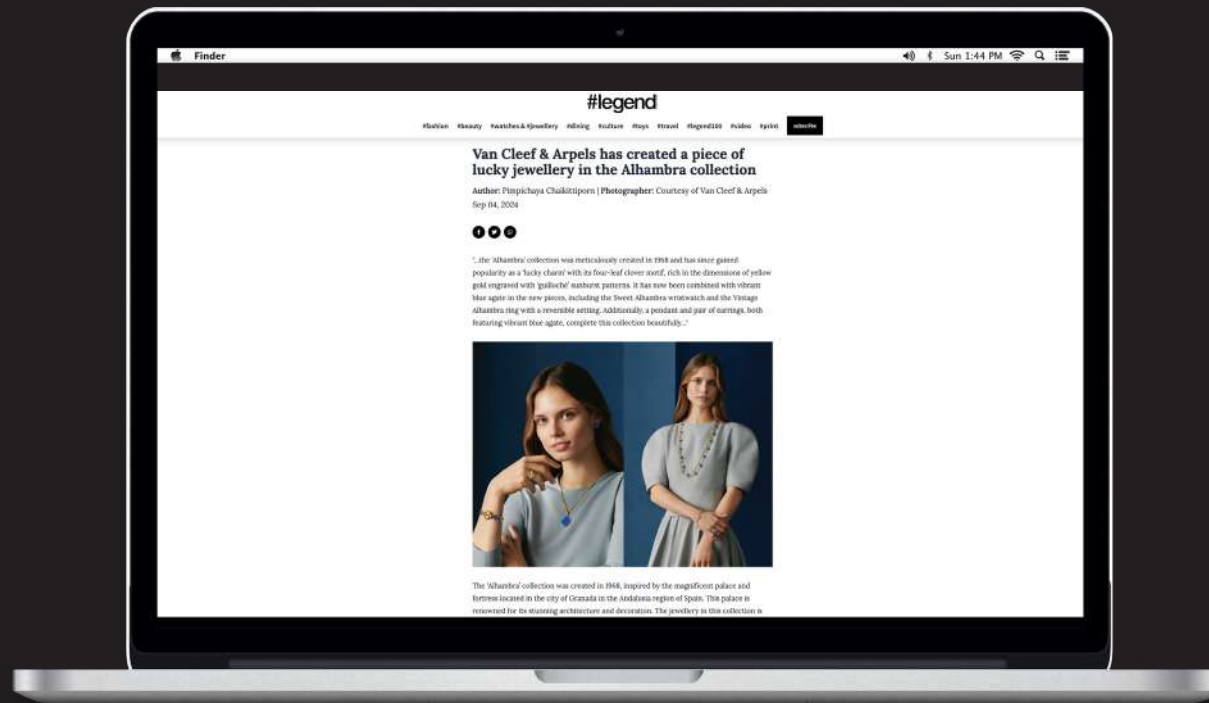 Finder
Sun 1:44 PM
#legend
#fashion #beauty #watches & #jewellery #dining #culture #toys #travel #legend100 #video #print subscribe
Van Cleef & Arpels has created a piece of
lucky jewellery in the Alhambra collection
Author: Pimpichaya Chaikittiporn | Photographer: Courtesy of Van Cleef & Arpels
Sep 04, 2024
"...the 'Alhambra' collection was meticulously created in 1968 and has since gained
popularity as a 'lucky charm' with its four-leaf clover motif, rich in the dimensions of yellow
gold engraved with 'guilloché' sunburst patterns. It has now been combined with vibrant
blue agate in the new pieces, including the Sweet Alhambra wristwatch and the Vintage
Alhambra ring with a reversible setting. Additionally, a pendant and pair of earrings, both
featuring vibrant blue agate, complete this collection beautifully..."
The 'Alhambra' collection was created in 1968, inspired by the magnificent palace and
fortress located in the city of Granada in the Andalusia region of Spain. This palace is
renowned for its stunning architecture and decoration. The jewellery in this collection is